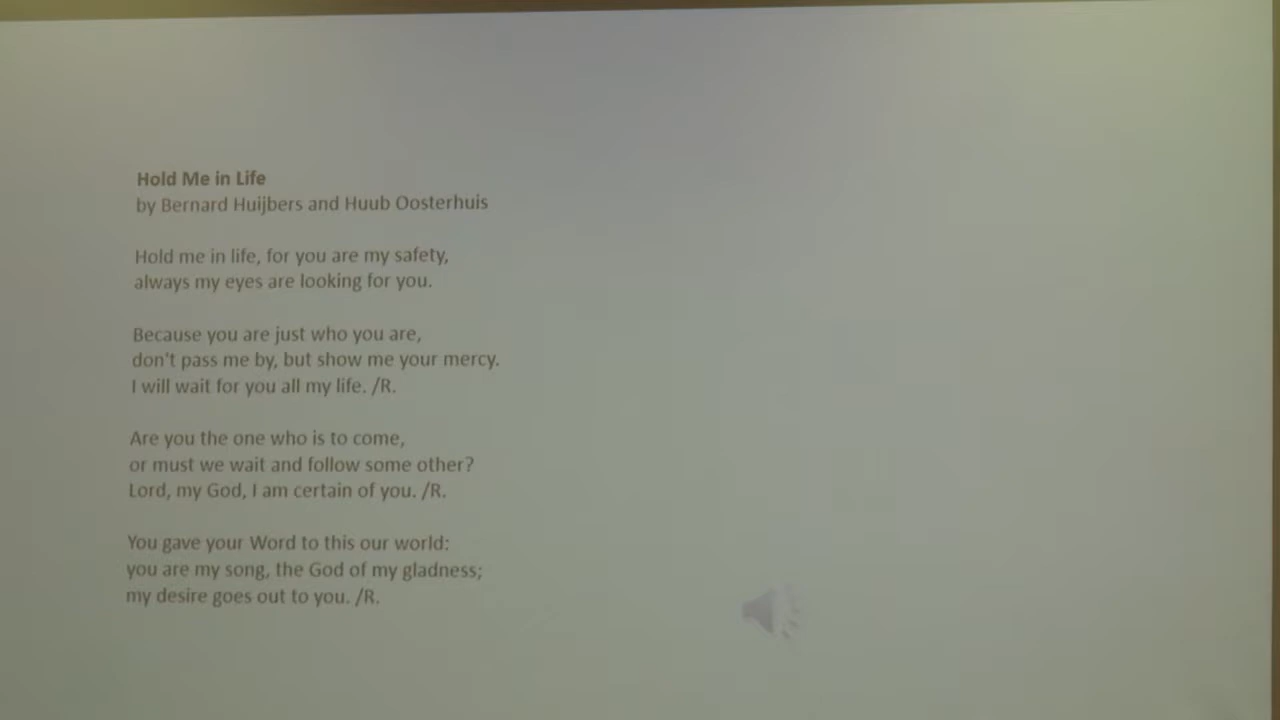 Hold Me in Life
by Bernard Huijbers and Huub Oosterhuis
Hold me in life, for you are my safety,
always my eyes are looking for you.
Because you are just who you are,
don't pass me by, but show me your mercy.
I will wait for you all my life. /R.
Are you the one who is to come,
or must we wait and follow some other?
Lord, my God, I am certain of you. /R.
You gave your Word to this our world:
you are my song, the God of my gladness;
my desire goes out to you. /R.